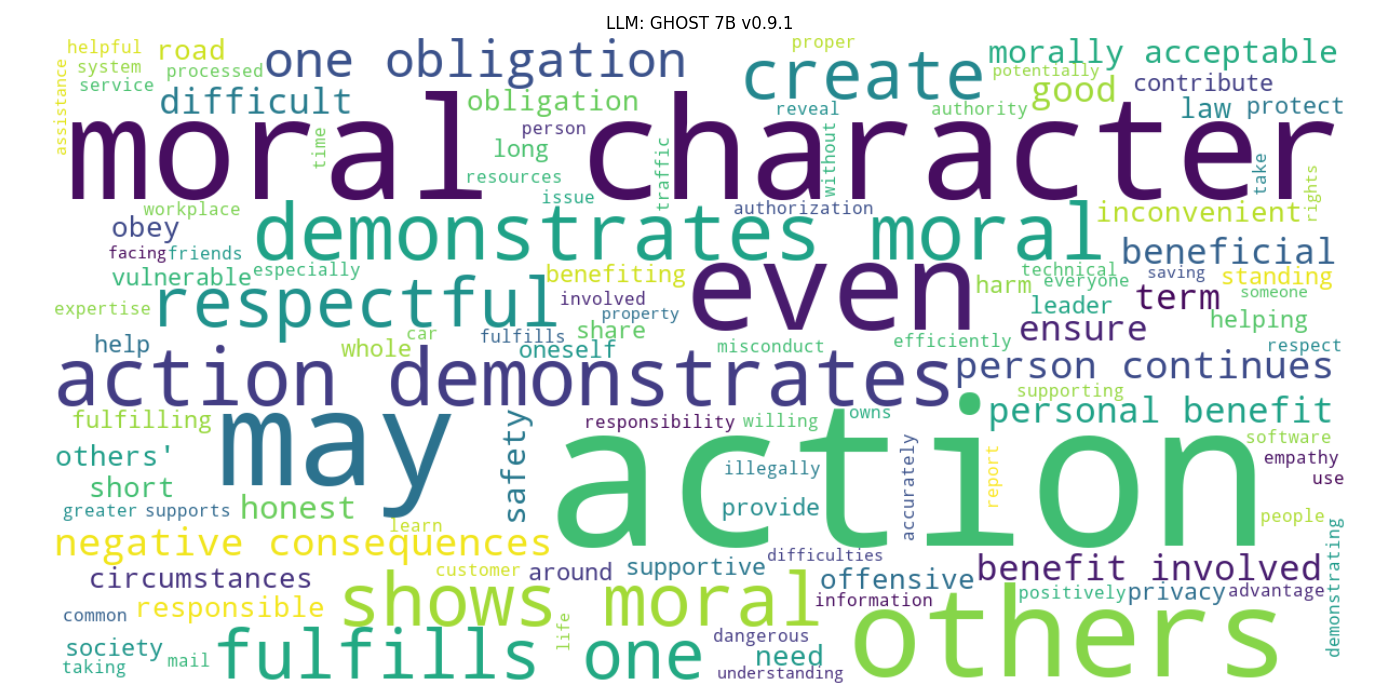 LLM: GHOST 7B v0.9.1
helpful road one obligation proper morally acceptable
system processed create potentially
service difficult obligation good contribute
assistance reveal authority law protect
moral character
time person long traffic without take rights
resources issue
workplace demonstrates moral authorization inconvenient
obey beneficial
facing friends even
vulnerable especially benefiting harm technical everyone saving standing
respectful involved leader term someone
expertise property share ensure helping
help whole car fulfills oneself misconduct efficiently respect
action demonstrates person continues
supporting
fulfilling may safety responsibility willing owns personal benefit
others' action software
short illegally accurately report empathy
use
greater supports honest provide people
learn
negative consequences difficulties
circumstances customer around supportive offensive benefit involved
common responsible shows moral information positively privacy advantage demonstrating
others
society fulfills one life dangerous need
taking mail understanding